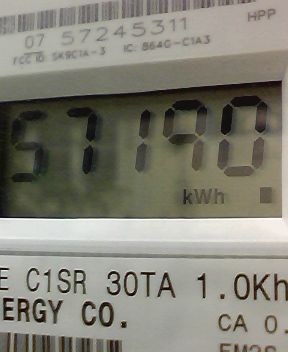 07 57245311 HPP
FCC ID: SK9C1A-3 IC: 864G-C1A3
57190
kWh
E C1SR 30TA 1.0Kh
ERGY CO.
CA 0.